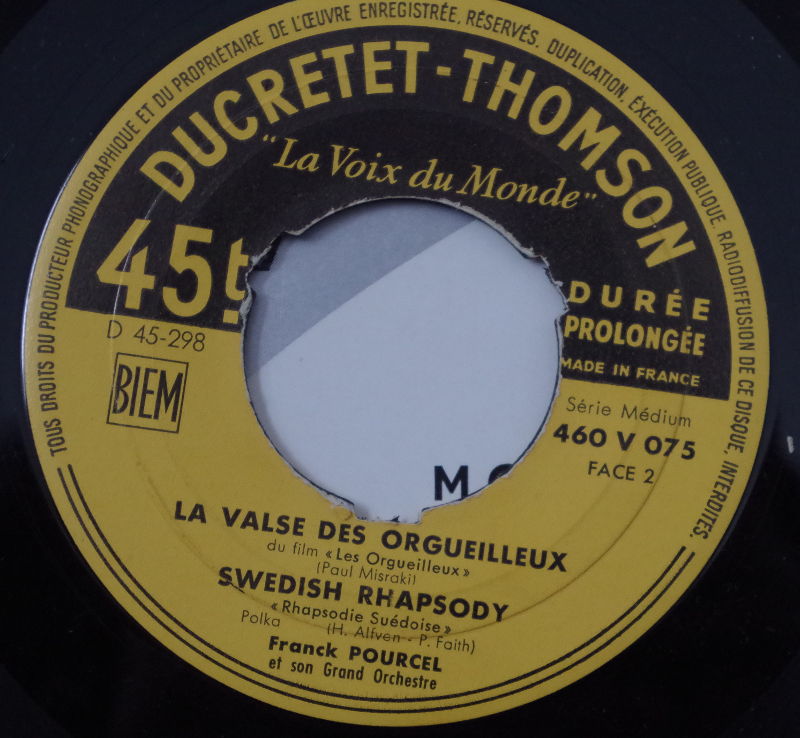 TOUS DROITS DU PRODUCTEUR PHONOGRAPHIQUE ET DU PROPRIÉTAIRE DE L'ŒUVRE ENREGISTRÉE, RÉSERVÉS. DUPLICATION, EXÉCUTION PUBLIQUE, RADIODIFFUSION DE CE DISQUE, INTERDITES.
DUCRETET-THOMSON
"La Voix du Monde"
45t
DURÉE
PROLONGÉE
MADE IN FRANCE
D 45-298
BIEM
Série Médium
460 V 075
FACE 2
LA VALSE DES ORGUEILLEUX
du film «Les Orgueilleux»
(Paul Misraki)
SWEDISH RHAPSODY
«Rhapsodie Suédoise»
Polka (H. Alfven - P. Faith)
Franck POURCEL
et son Grand Orchestre